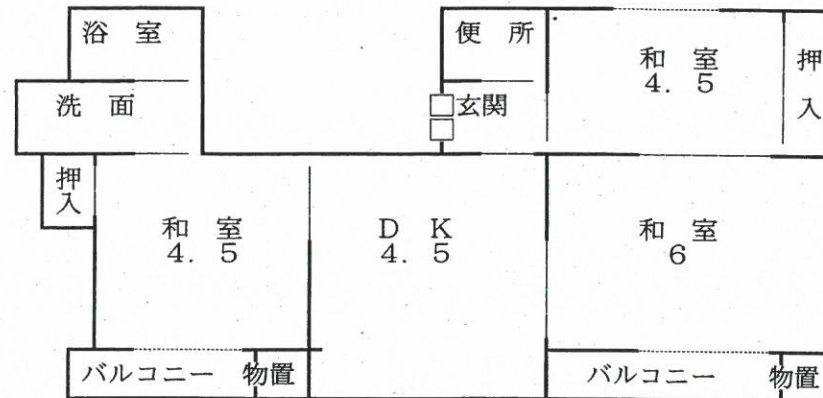 浴 室
便 所
和 室
4. 5
押
入
洗 面
玄関
押
入
和 室
4. 5
D K
4. 5
和 室
6
バルコニー
物置
バルコニー
物置